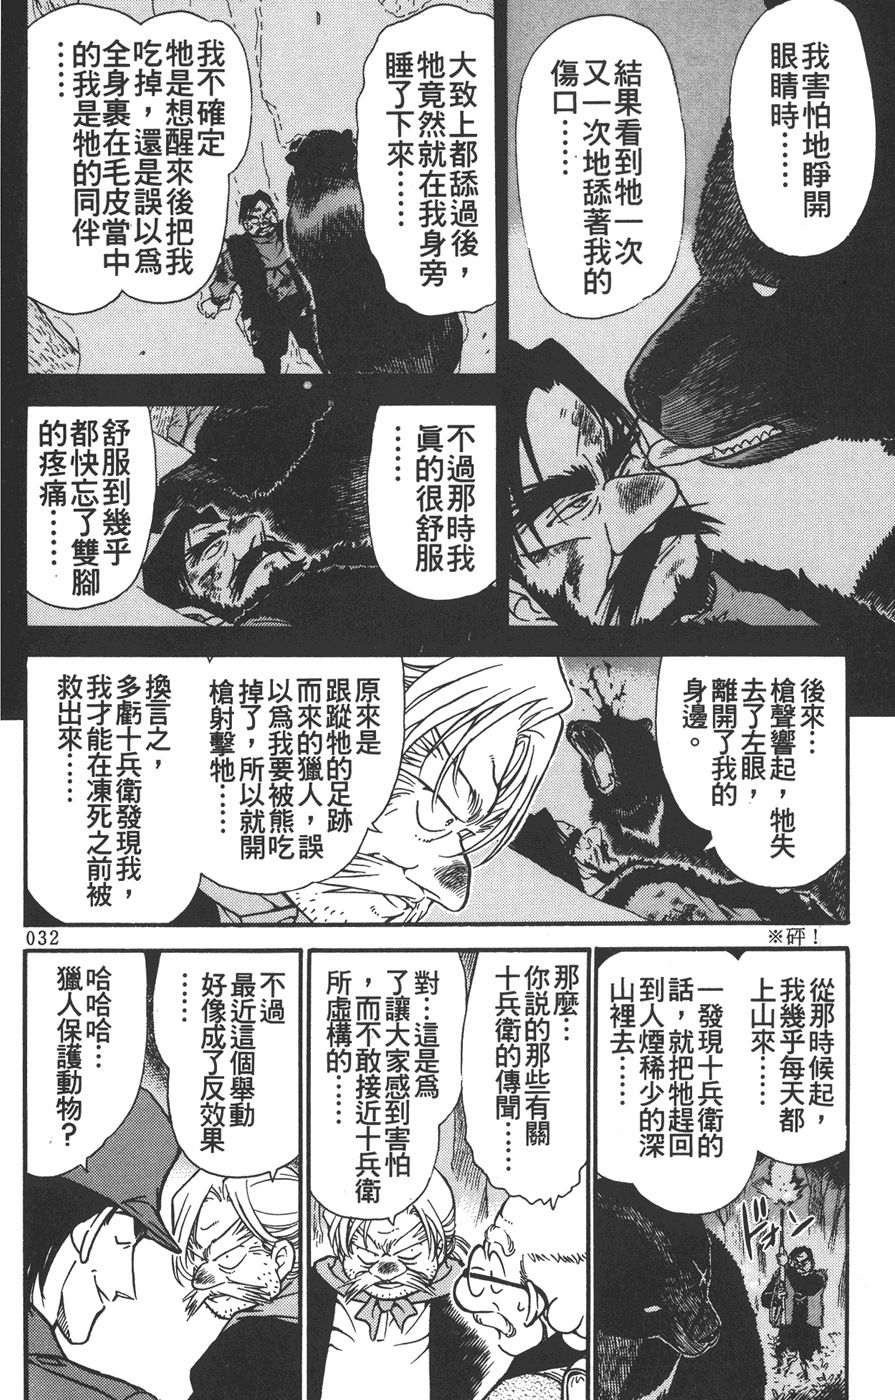 我害怕地睜開
眼睛時……
結果看到牠一次
又一次地舔著我的
傷口……
大致上都舔過後，
牠竟然就在我身旁
睡了下來……
我不確定
牠是想醒來後把我
吃掉，還是誤以為
全身裹在毛皮當中
的我是牠的同伴
……
不過那時我
真的很舒服
……
舒服到幾乎
都快忘了雙腳
的疼痛……
後來…
槍聲響起，牠失
去了左眼，
離開了我的
身邊。
原來是
跟蹤牠的足跡
而來的獵人，誤
以為我要被熊吃
掉了，所以就開
槍射擊牠……
換言之，
多虧十兵衛發現我，
我才能在凍死之前被
救出來……
032
※砰！
從那時候起，
我幾乎每天都
上山來……
一發現十兵衛的
話，就把牠趕回
到人煙稀少的深
山裡去……
ドォン
那麼…
你說的那些有關
十兵衛的傳聞……
對…這是為
了讓大家感到害怕
，而不敢接近十兵衛
所虛構的……
不過
最近這個舉動
好像成了反效果
……
哈哈哈…
獵人保護動物？